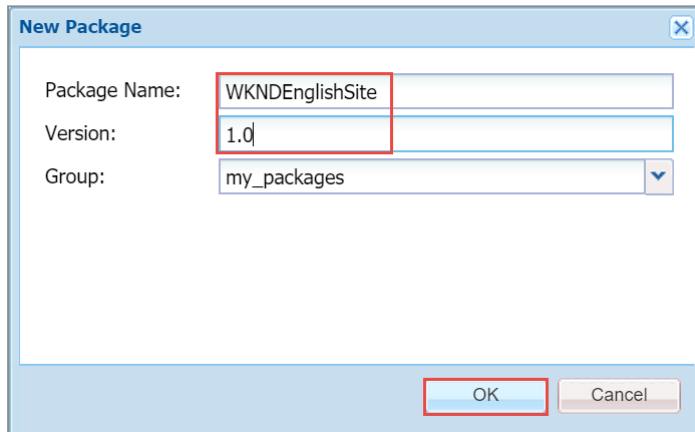 New Package
Package Name: WKNDEnglishSite
Version: 1.0
Group: my_packages
OK Cancel